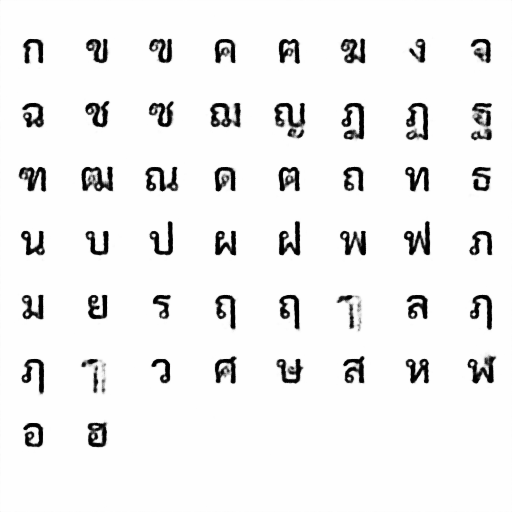 ก ข ฃ ค ฅ ฆ ง จ
ฉ ช ซ ฌ ญ ฎ ฏ ฐ
ฑ ฒ ณ ด ต ถ ท ธ
น บ ป ผ ฝ พ ฟ ภ
ม ย ร ฤ ฤ ล ฦ
ฦ ว ศ ษ ส ห ฬ
อ ฮ